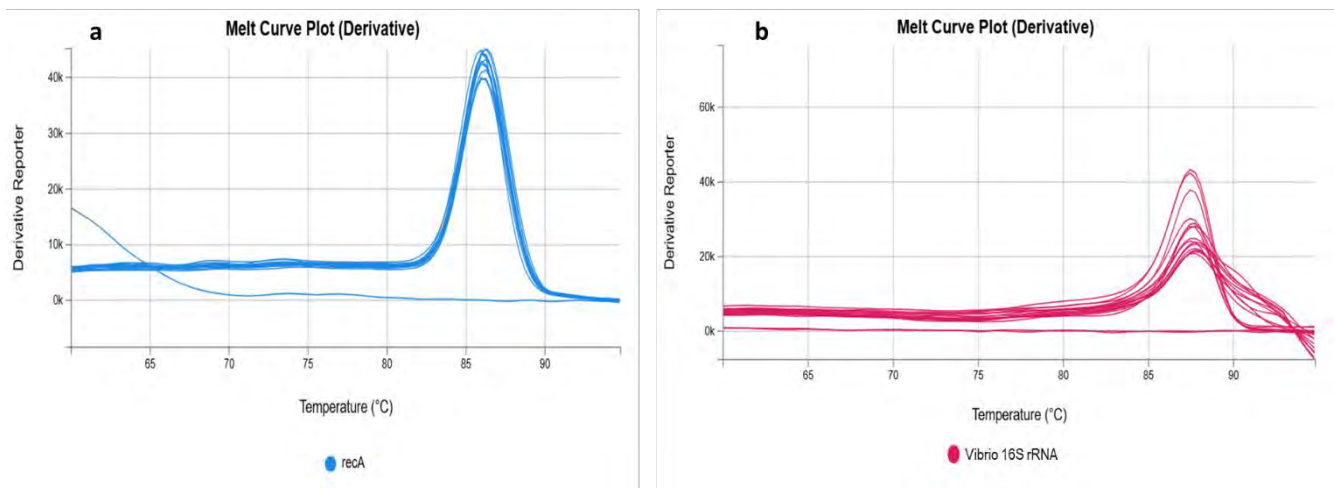 a
Melt Curve Plot (Derivative)
Derivative Reporter
40k
30k
20k
10k
0k
65
70
75
80
85
90
Temperature (°C)
recA
b
Melt Curve Plot (Derivative)
Derivative Reporter
60k
40k
20k
0k
65
70
75
80
85
90
Temperature (°C)
Vibrio 16S rRNA